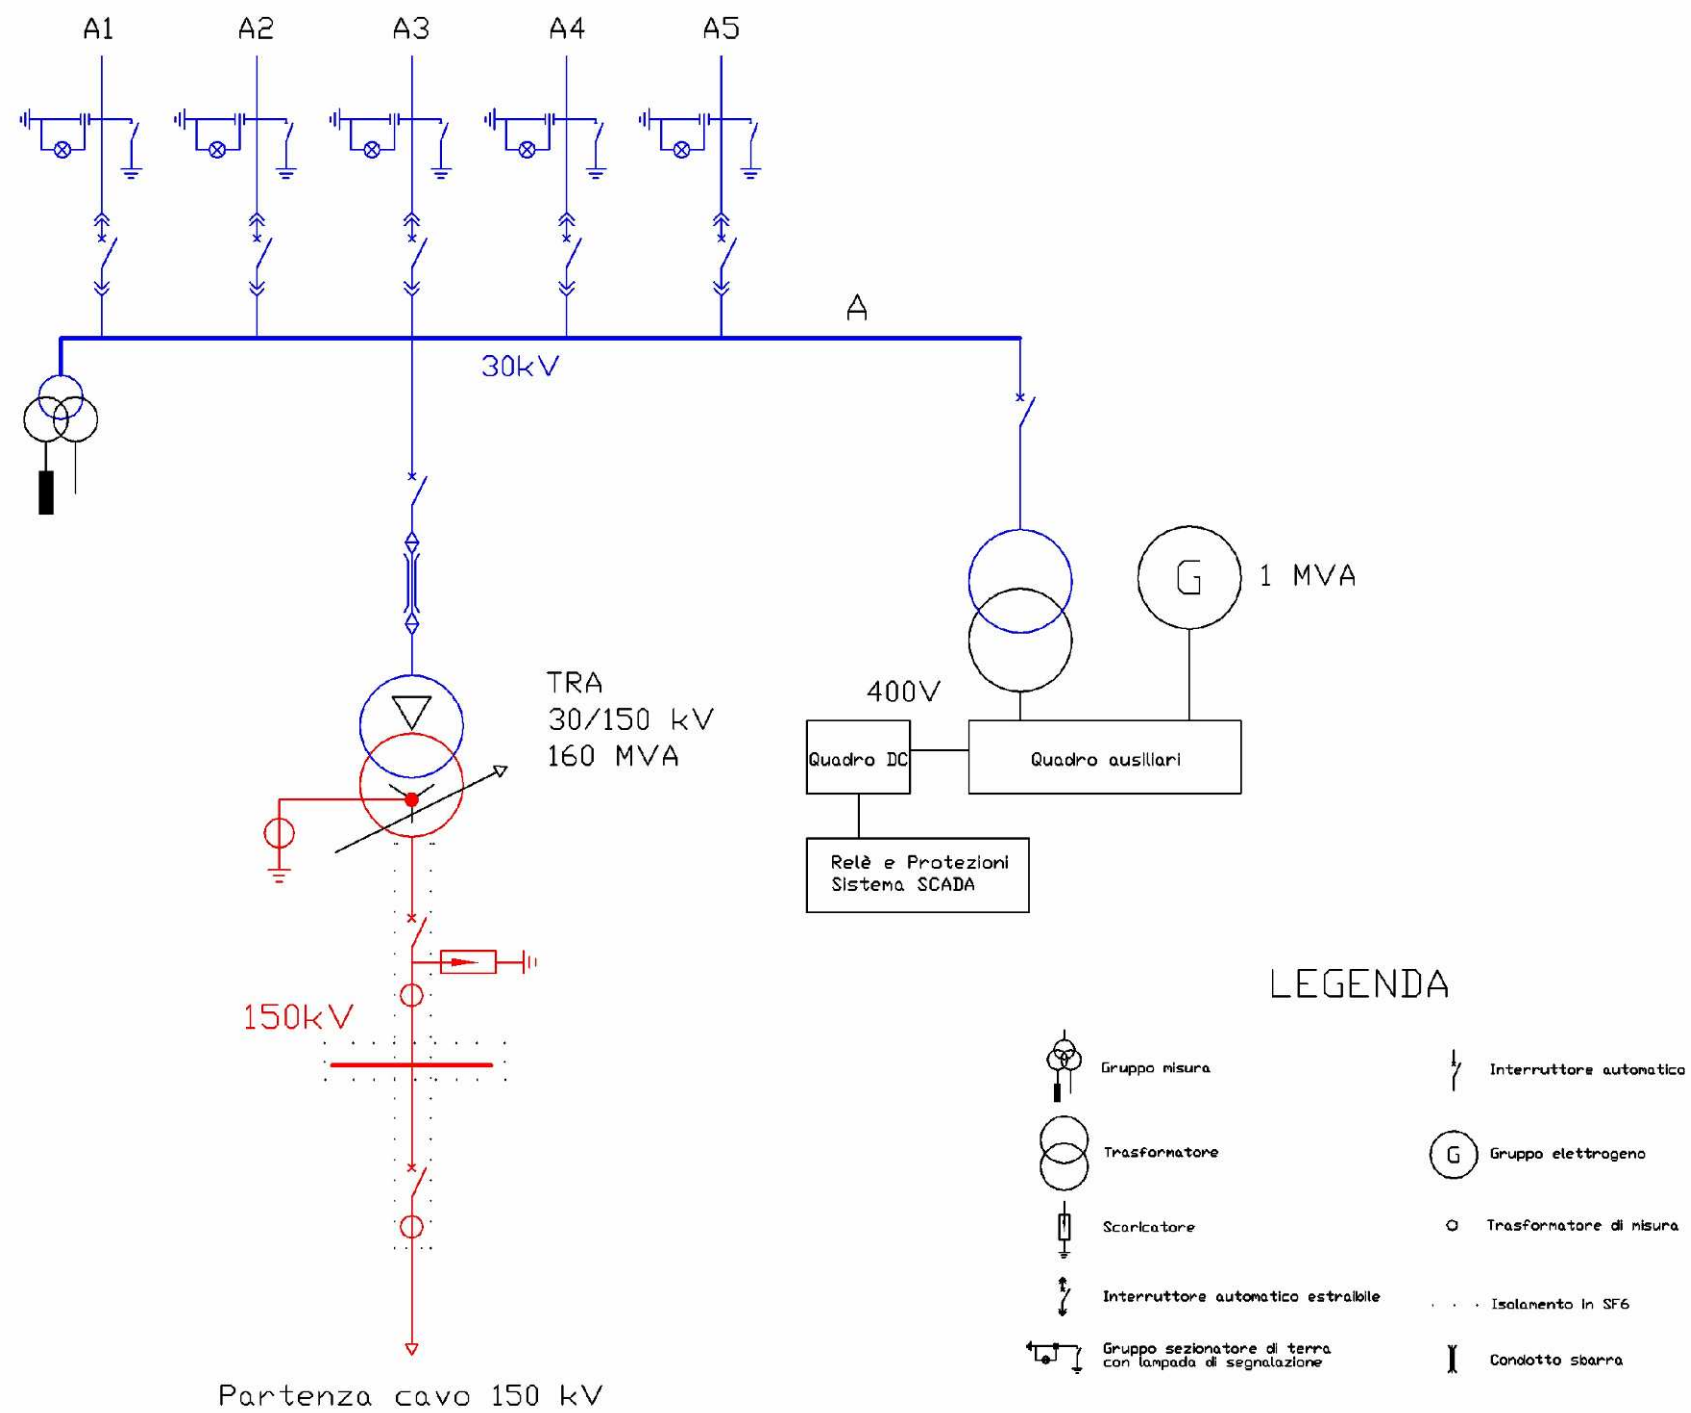 A1 A2 A3 A4 A5
A
30kV
G 1 MVA
TRA
30/150 kV
160 MVA
400V
Quadro DC
Quadro ausiliari
Relè e Protezioni
Sistema SCADA
150kV
Partenza cavo 150 kV
LEGENDA
Gruppo misura
Interruttore automatico
Trasformatore
G Gruppo elettrogeno
Scaricatore
Trasformatore di misura
Interruttore automatico estraibile
Isolamento in SF6
Gruppo sezionatore di terra
con lampada di segnalazione
Condotto sbarra